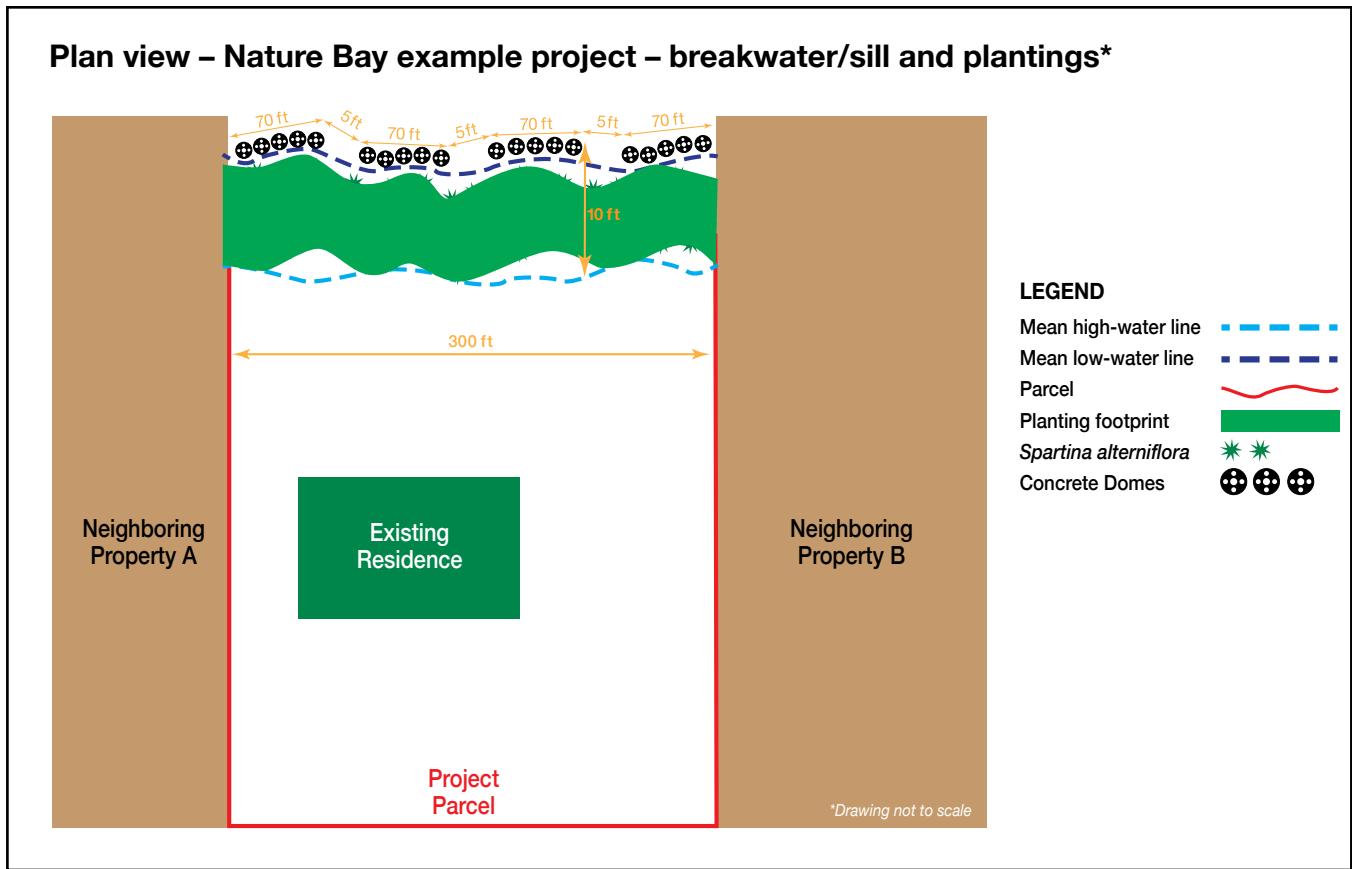 Plan view – Nature Bay example project – breakwater/sill and plantings*
70 ft
5 ft
70 ft
5 ft
70 ft
5 ft
70 ft
10 ft
300 ft
LEGEND
Mean high-water line
Mean low-water line
Parcel
Planting footprint
Spartina alterniflora
Concrete Domes
Neighboring
Property A
Existing
Residence
Neighboring
Property B
Project
Parcel
*Drawing not to scale